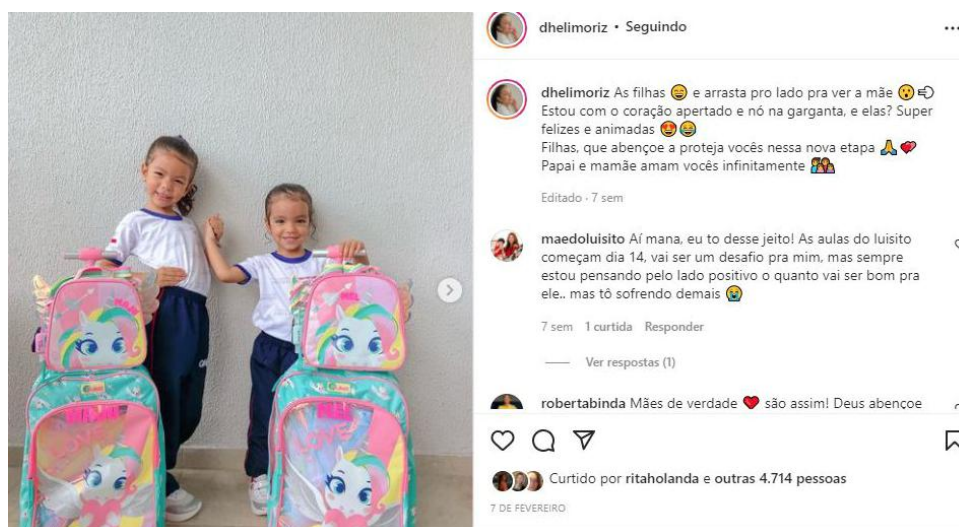 dhelimoriz • Seguindo
dhelimoriz As filhas 😄 e arrasta pro lado pra ver a mãe 😯💨
Estou com o coração apertado e nó na garganta, e elas? Super
felizes e animadas 🤩😂
Filhas, que abençoe a proteja vocês nessa nova etapa 🙏💕
Papai e mamãe amam vocês infinitamente 👨‍👩‍👧‍👧
Editado · 7 sem
maedoluisito Aí mana, eu to desse jeito! As aulas do luisito
começam dia 14, vai ser um desafio pra mim, mas sempre
estou pensando pelo lado positivo o quanto vai ser bom pra
ele.. mas tô sofrendo demais 😭
7 sem 1 curtida Responder
Ver respostas (1)
robertabinda Mães de verdade ❤️ são assim! Deus abençoe
Curtido por ritaholanda e outras 4.714 pessoas
7 DE FEVEREIRO
MEL